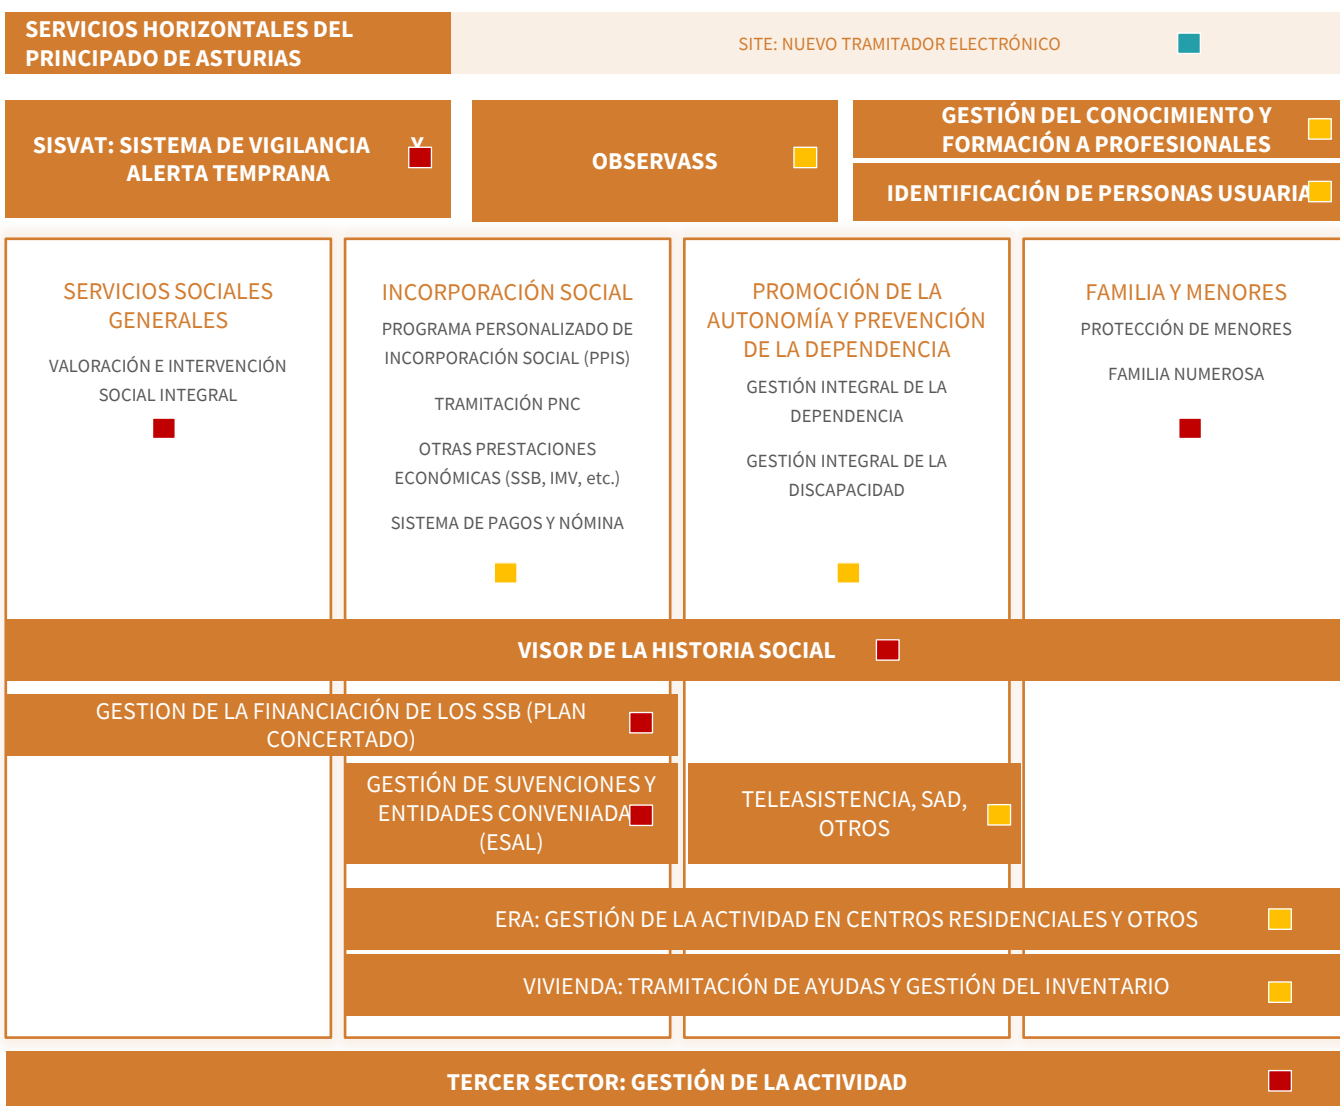 SERVICIOS HORIZONTALES DEL
PRINCIPADO DE ASTURIAS
SITE: NUEVO TRAMITADOR ELECTRÓNICO
SISVAT: SISTEMA DE VIGILANCIA Y
ALERTA TEMPRANA
OBSERVASS
GESTIÓN DEL CONOCIMIENTO Y
FORMACIÓN A PROFESIONALES
IDENTIFICACIÓN DE PERSONAS USUARIA
SERVICIOS SOCIALES
GENERALES
VALORACIÓN E INTERVENCIÓN
SOCIAL INTEGRAL
INCORPORACIÓN SOCIAL
PROGRAMA PERSONALIZADO DE
INCORPORACIÓN SOCIAL (PPIS)
TRAMITACIÓN PNC
OTRAS PRESTACIONES
ECONÓMICAS (SSB, IMV, etc.)
SISTEMA DE PAGOS Y NÓMINA
PROMOCIÓN DE LA
AUTONOMÍA Y PREVENCIÓN
DE LA DEPENDENCIA
GESTIÓN INTEGRAL DE LA
DEPENDENCIA
GESTIÓN INTEGRAL DE LA
DISCAPACIDAD
FAMILIA Y MENORES
PROTECCIÓN DE MENORES
FAMILIA NUMEROSA
VISOR DE LA HISTORIA SOCIAL
GESTION DE LA FINANCIACIÓN DE LOS SSB (PLAN
CONCERTADO)
GESTIÓN DE SUVENCIONES Y
ENTIDADES CONVENIADA
(ESAL)
TELEASISTENCIA, SAD,
OTROS
ERA: GESTIÓN DE LA ACTIVIDAD EN CENTROS RESIDENCIALES Y OTROS
VIVIENDA: TRAMITACIÓN DE AYUDAS Y GESTIÓN DEL INVENTARIO
TERCER SECTOR: GESTIÓN DE LA ACTIVIDAD